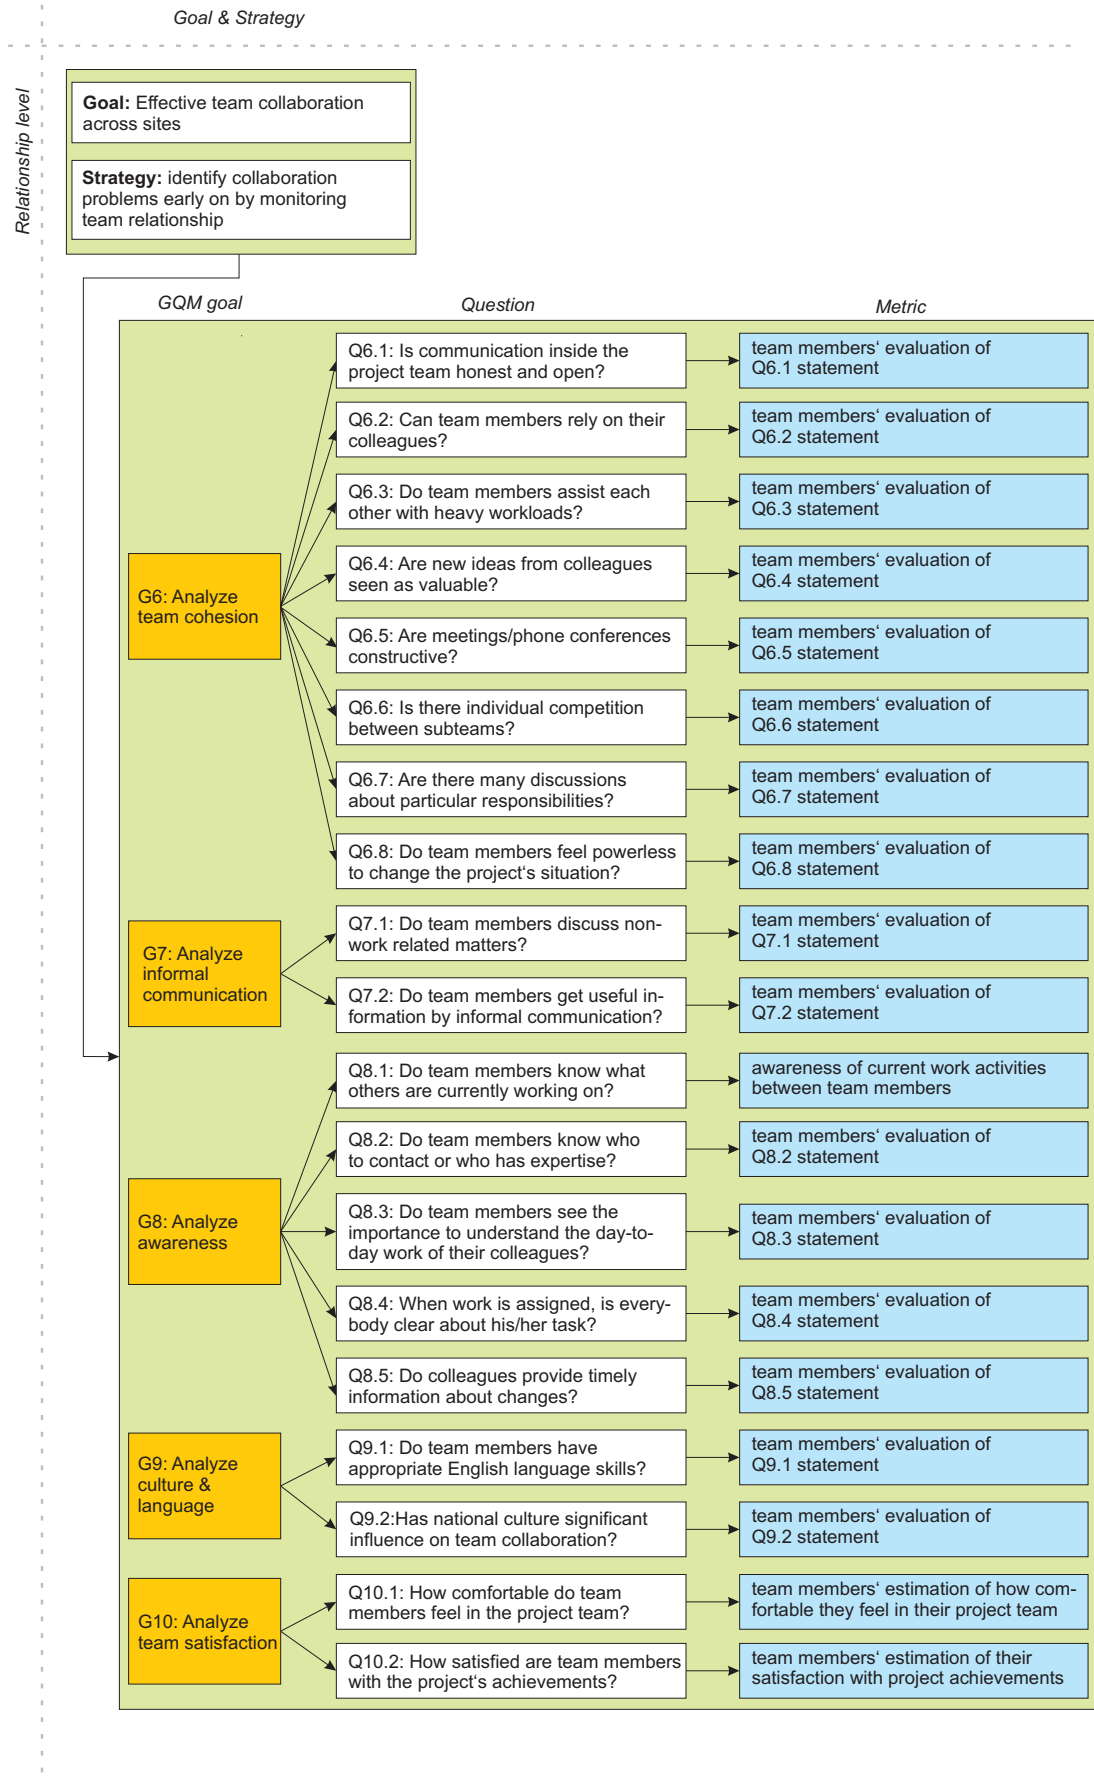 Goal & Strategy
Relationship level
Goal: Effective team collaboration
across sites
Strategy: identify collaboration
problems early on by monitoring
team relationship
GQM goal
Question
Metric
G6: Analyze
team cohesion
Q6.1: Is communication inside the
project team honest and open?
team members‘ evaluation of
Q6.1 statement
Q6.2: Can team members rely on their
colleagues?
team members‘ evaluation of
Q6.2 statement
Q6.3: Do team members assist each
other with heavy workloads?
team members‘ evaluation of
Q6.3 statement
Q6.4: Are new ideas from colleagues
seen as valuable?
team members‘ evaluation of
Q6.4 statement
Q6.5: Are meetings/phone conferences
constructive?
team members‘ evaluation of
Q6.5 statement
Q6.6: Is there individual competition
between subteams?
team members‘ evaluation of
Q6.6 statement
Q6.7: Are there many discussions
about particular responsibilities?
team members‘ evaluation of
Q6.7 statement
Q6.8: Do team members feel powerless
to change the project‘s situation?
team members‘ evaluation of
Q6.8 statement
G7: Analyze
informal
communication
Q7.1: Do team members discuss non-
work related matters?
team members‘ evaluation of
Q7.1 statement
Q7.2: Do team members get useful in-
formation by informal communication?
team members‘ evaluation of
Q7.2 statement
G8: Analyze
awareness
Q8.1: Do team members know what
others are currently working on?
awareness of current work activities
between team members
Q8.2: Do team members know who
to contact or who has expertise?
team members‘ evaluation of
Q8.2 statement
Q8.3: Do team members see the
importance to understand the day-to-
day work of their colleagues?
team members‘ evaluation of
Q8.3 statement
Q8.4: When work is assigned, is every-
body clear about his/her task?
team members‘ evaluation of
Q8.4 statement
Q8.5: Do colleagues provide timely
information about changes?
team members‘ evaluation of
Q8.5 statement
G9: Analyze
culture &
language
Q9.1: Do team members have
appropriate English language skills?
team members‘ evaluation of
Q9.1 statement
Q9.2:Has national culture significant
influence on team collaboration?
team members‘ evaluation of
Q9.2 statement
G10: Analyze
team satisfaction
Q10.1: How comfortable do team
members feel in the project team?
team members‘ estimation of how com-
fortable they feel in their project team
Q10.2: How satisfied are team members
with the project‘s achievements?
team members‘ estimation of their
satisfaction with project achievements